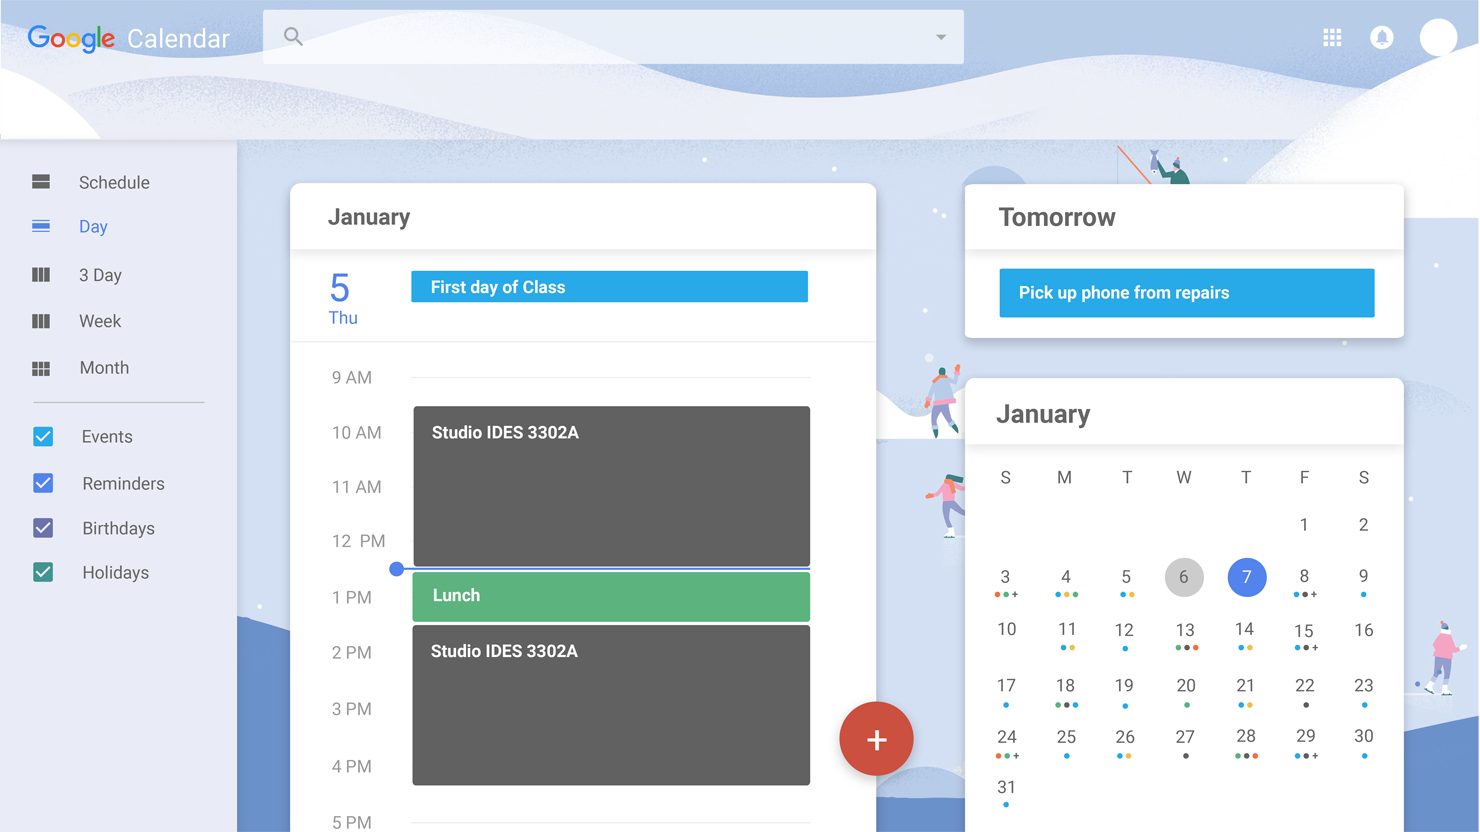 Google Calendar
Schedule
Day
3 Day
Week
Month
Events
Reminders
Birthdays
Holidays
January
5
Thu
First day of Class
9 AM
10 AM
Studio IDES 3302A
11 AM
12 PM
1 PM
Lunch
2 PM
Studio IDES 3302A
3 PM
4 PM
5 PM
+
Tomorrow
Pick up phone from repairs
January
S M T W T F S
1 2
3 4 5 6 7 8 9
+ +
10 11 12 13 14 15 16
+
17 18 19 20 21 22 23
24 25 26 27 28 29 30
+ +
31